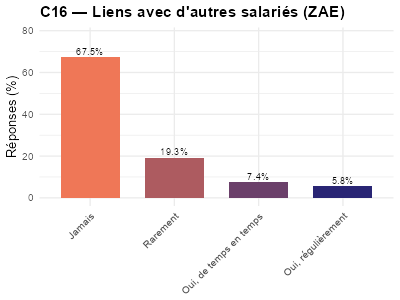 C16 — Liens avec d'autres salariés (ZAE)
Réponses (%)
80
60
40
20
0
67.5%
19.3%
7.4%
5.8%
Jamais
Rarement
Oui, de temps en temps
Oui, régulièrement